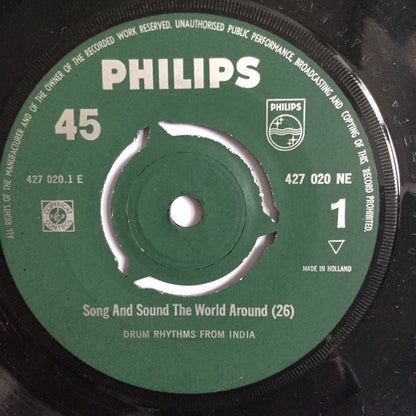 ALL RIGHTS OF THE MANUFACTURER AND OF THE OWNER OF THE RECORDED WORK RESERVED. UNAUTHORISED PUBLIC PERFORMANCE, BROADCASTING AND COPYING OF THIS RECORD PROHIBITED.
PHILIPS
45
PHILIPS
427 020.1 E
427 020 NE
1
MADE IN HOLLAND
Song And Sound The World Around (26)
DRUM RHYTHMS FROM INDIA